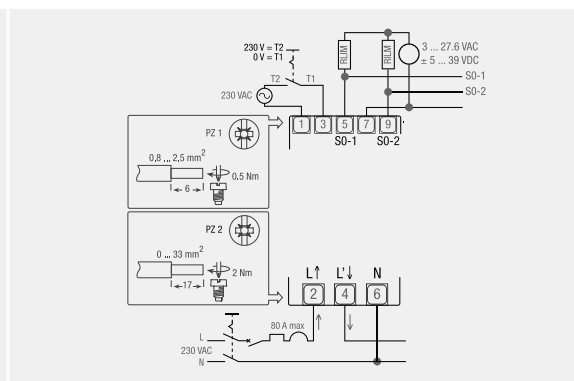 230 V = T2
0 V = T1
T2 T1
230 VAC
RLIM
RILM
3 ... 27.6 VAC
± 5 ... 39 VDC
S0-1
S0-2
1 3 5 7 9
S0-1 S0-2
PZ 1
0,8 ... 2,5 mm²
6
0.5 Nm
PZ 2
0 ... 33 mm²
17
2 Nm
L↑ L'↓ N
2 4 6
80 A max
L
230 VAC
N